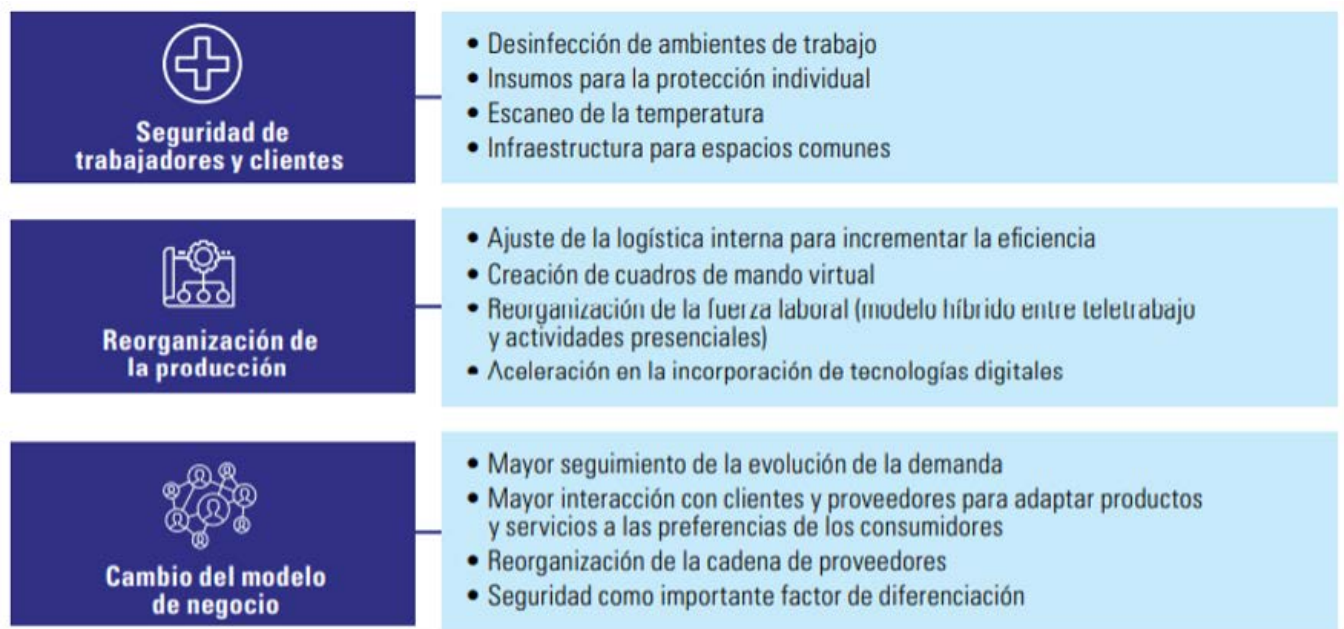 Seguridad de
trabajadores y clientes
• Desinfección de ambientes de trabajo
• Insumos para la protección individual
• Escaneo de la temperatura
• Infraestructura para espacios comunes
Reorganización de
la producción
• Ajuste de la logística interna para incrementar la eficiencia
• Creación de cuadros de mando virtual
• Reorganización de la fuerza laboral (modelo híbrido entre teletrabajo
y actividades presenciales)
• Aceleración en la incorporación de tecnologías digitales
Cambio del modelo
de negocio
• Mayor seguimiento de la evolución de la demanda
• Mayor interacción con clientes y proveedores para adaptar productos
y servicios a las preferencias de los consumidores
• Reorganización de la cadena de proveedores
• Seguridad como importante factor de diferenciación